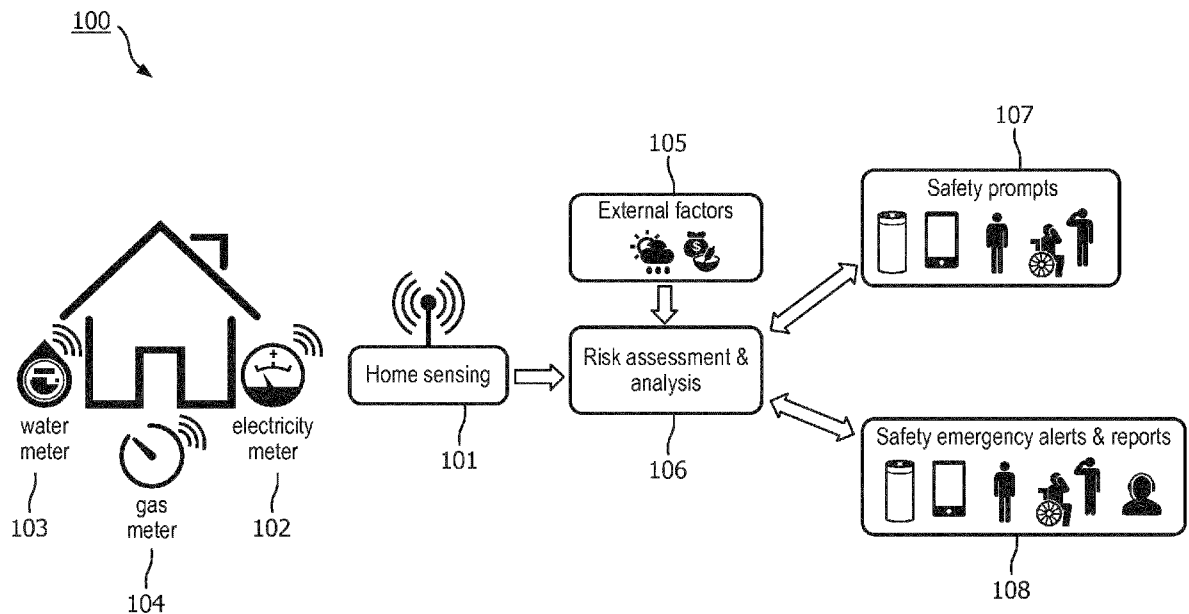 100
107
105
Safety prompts
External factors
$
Risk assessment &
analysis
Home sensing
101
106
water
meter
103
gas
meter
104
electricity
meter
102
Safety emergency alerts & reports
108